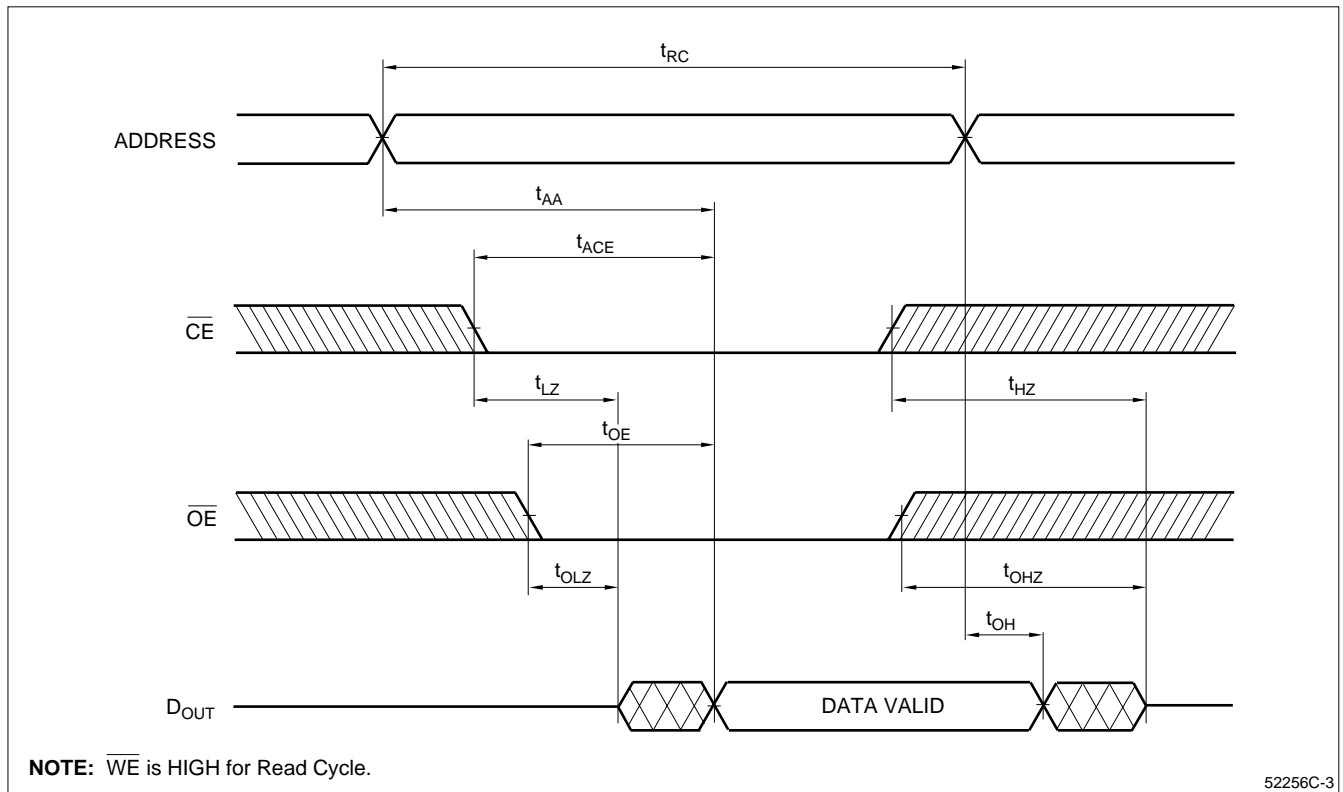 tRC
ADDRESS
tAA
tACE
CE
tLZ
tHZ
tOE
OE
tOLZ
tOHZ
tOH
DOUT
DATA VALID
NOTE: WE is HIGH for Read Cycle.
52256C-3